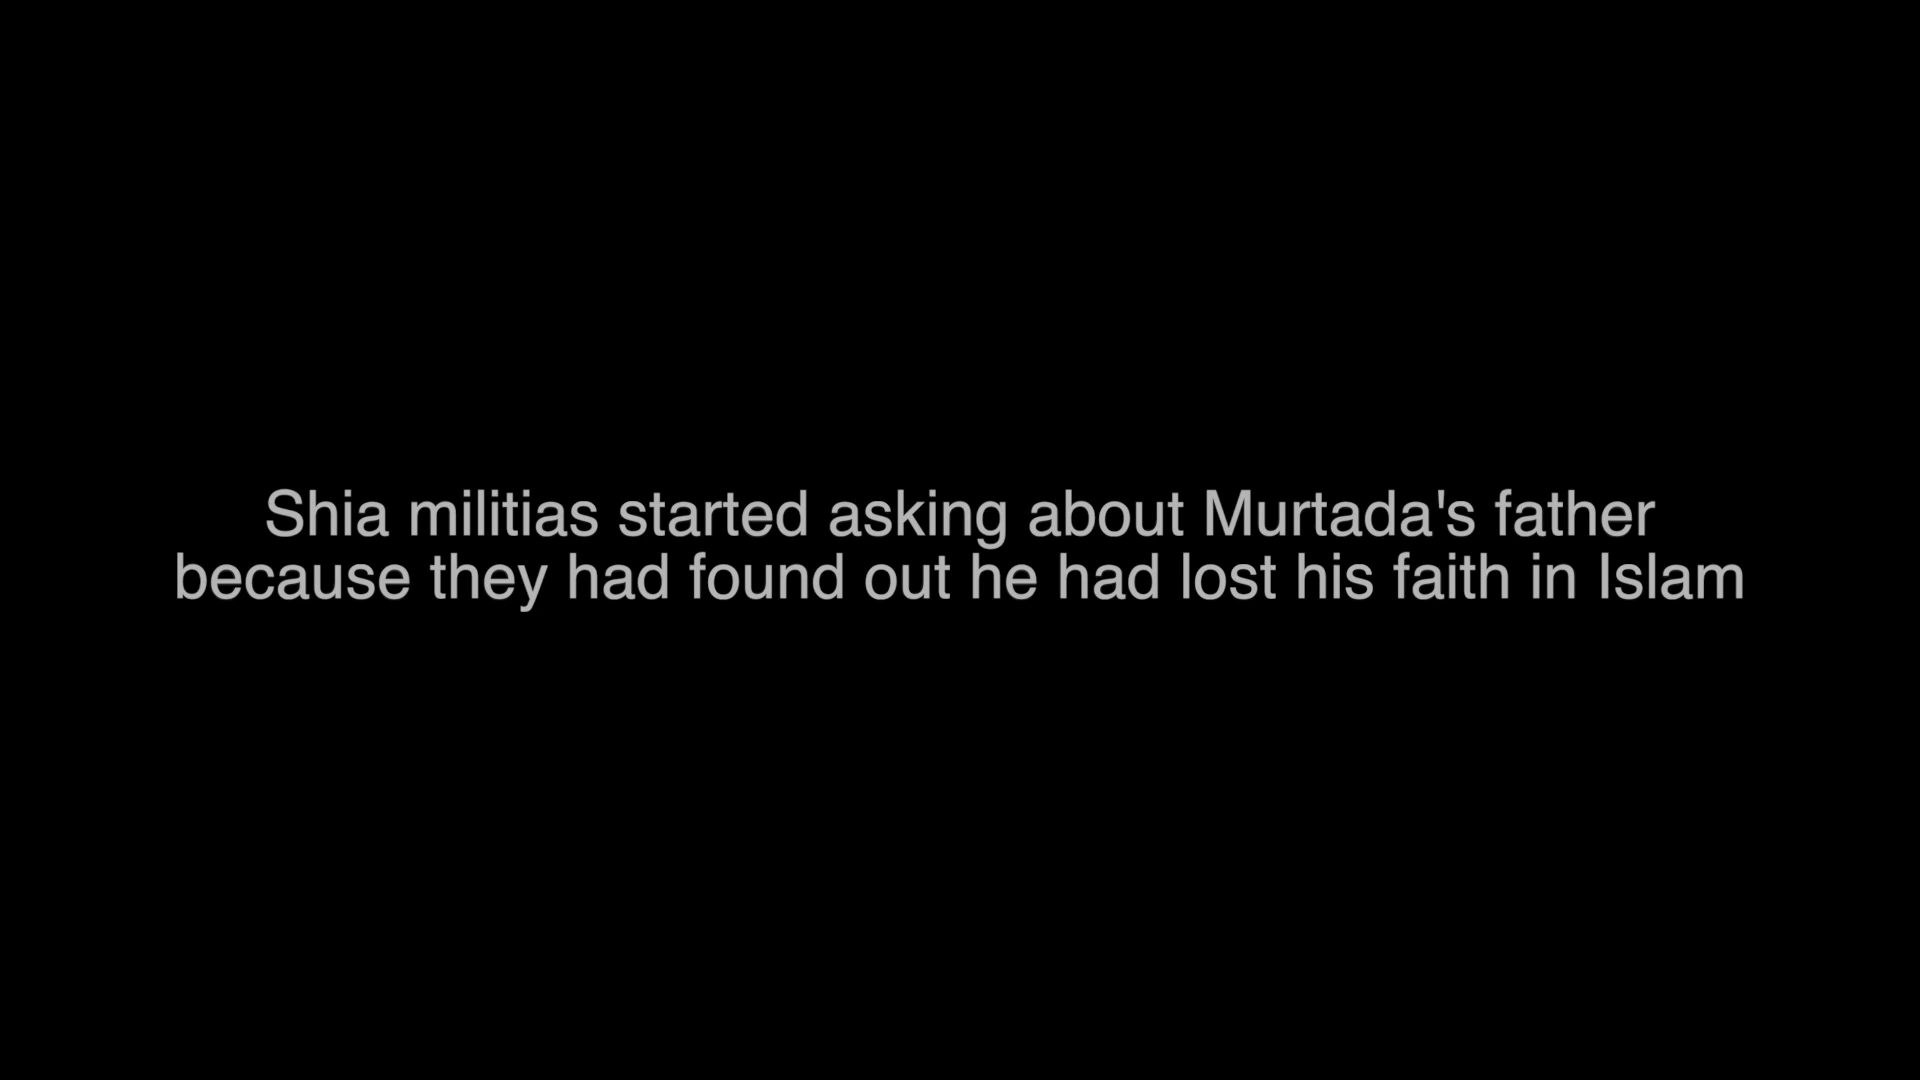 Shia militias started asking about Murtada's father
because they had found out he had lost his faith in Islam